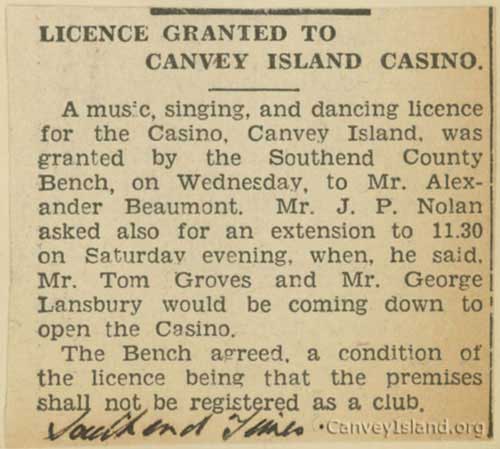 LICENCE GRANTED TO
CANVEY ISLAND CASINO.
A music, singing, and dancing licence
for the Casino, Canvey Island, was
granted by the Southend County
Bench, on Wednesday, to Mr. Alex-
ander Beaumont. Mr. J. P. Nolan
asked also for an extension to 11.30
on Saturday evening, when, he said,
Mr. Tom Groves and Mr. George
Lansbury would be coming down to
open the Casino.
The Bench agreed, a condition of
the licence being that the premises
shall not be registered as a club.
Southend Times.
CanveyIsland.org